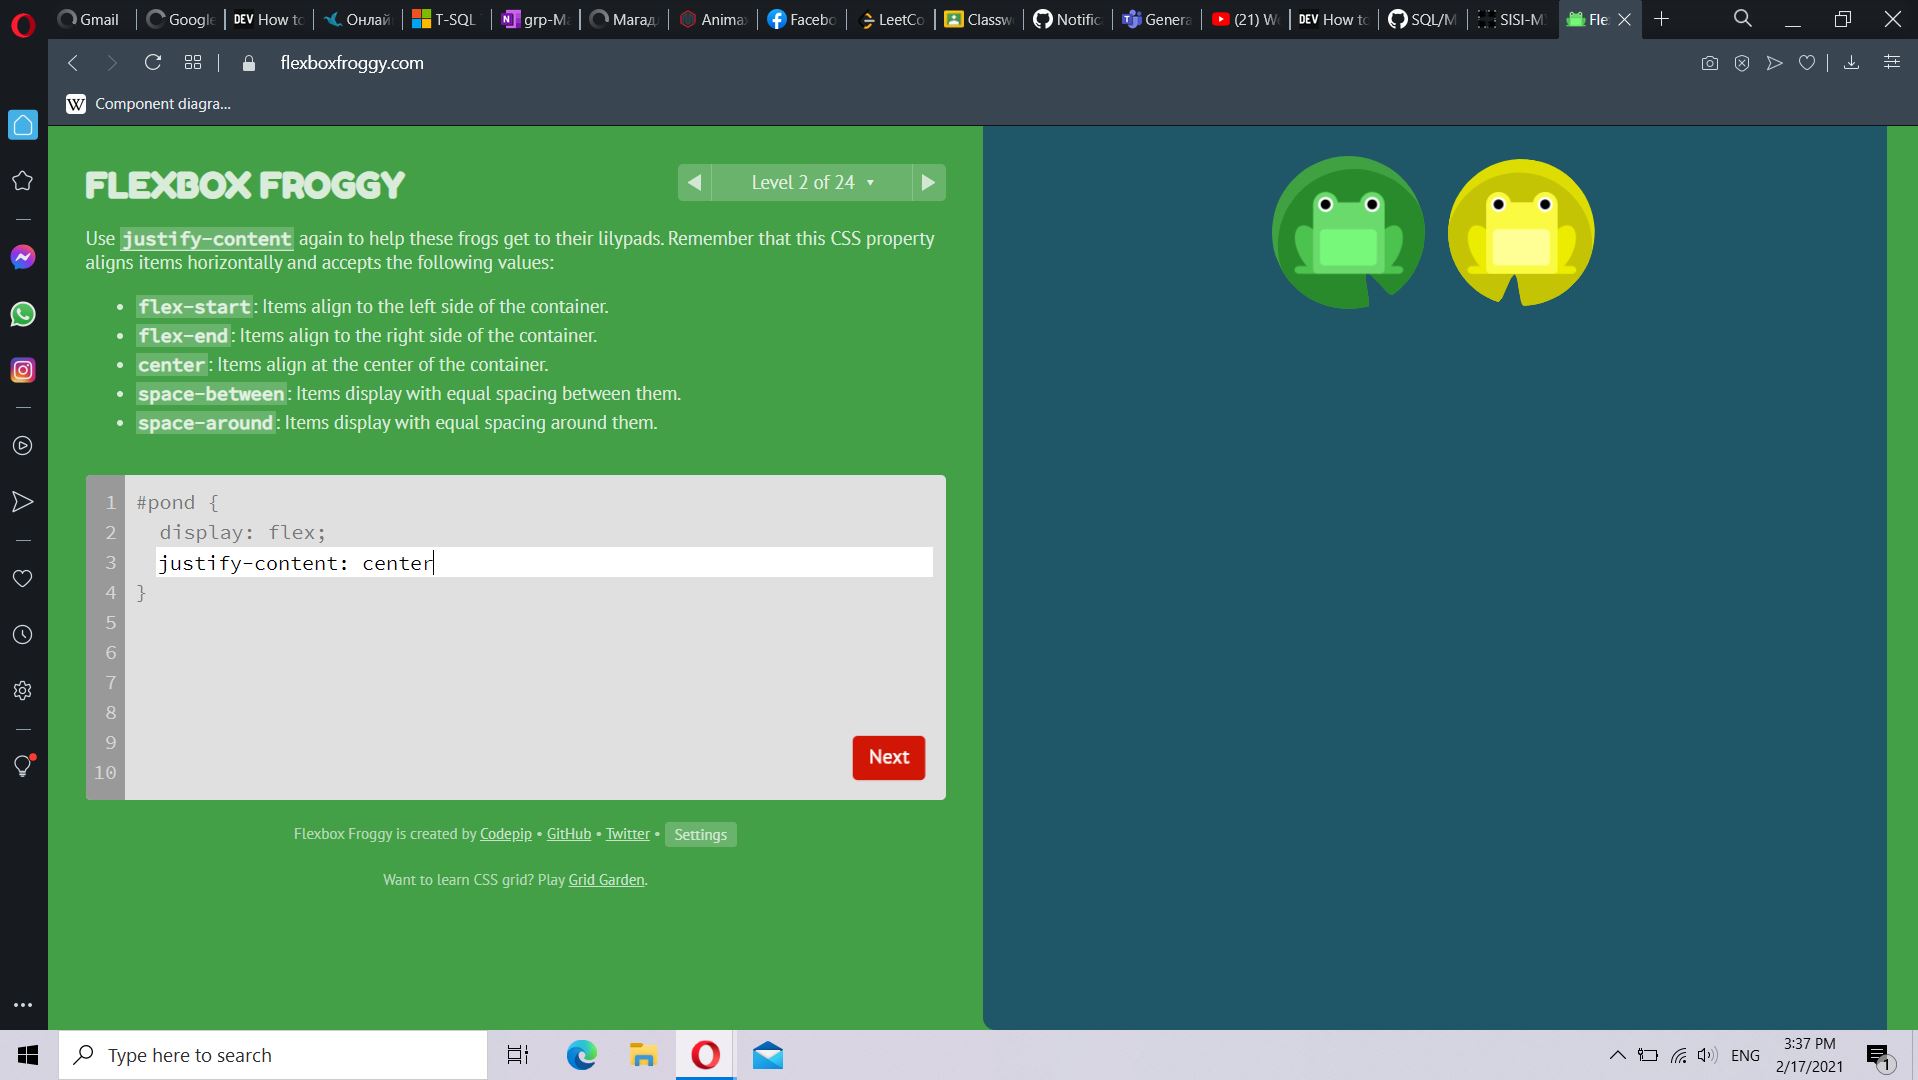 Gmail
Google
DEV How to
Онлай
T-SQL
grp-Ma
Магад
Anima
Facebo
LeetCo
Classw
Notific
Genera
(21) W
DEV How to
SQL/M
SISI-M
Fle
flexboxfroggy.com
W Component diagra...
FLEXBOX FROGGY
Level 2 of 24
Use justify-content again to help these frogs get to their lilypads. Remember that this CSS property
aligns items horizontally and accepts the following values:
• flex-start: Items align to the left side of the container.
• flex-end: Items align to the right side of the container.
• center: Items align at the center of the container.
• space-between: Items display with equal spacing between them.
• space-around: Items display with equal spacing around them.
1 #pond {
2 display: flex;
3 justify-content: center
4 }
5
6
7
8
9
10
Next
Flexbox Froggy is created by Codepip • GitHub • Twitter • Settings
Want to learn CSS grid? Play Grid Garden.
Type here to search
ENG
3:37 PM
2/17/2021
1